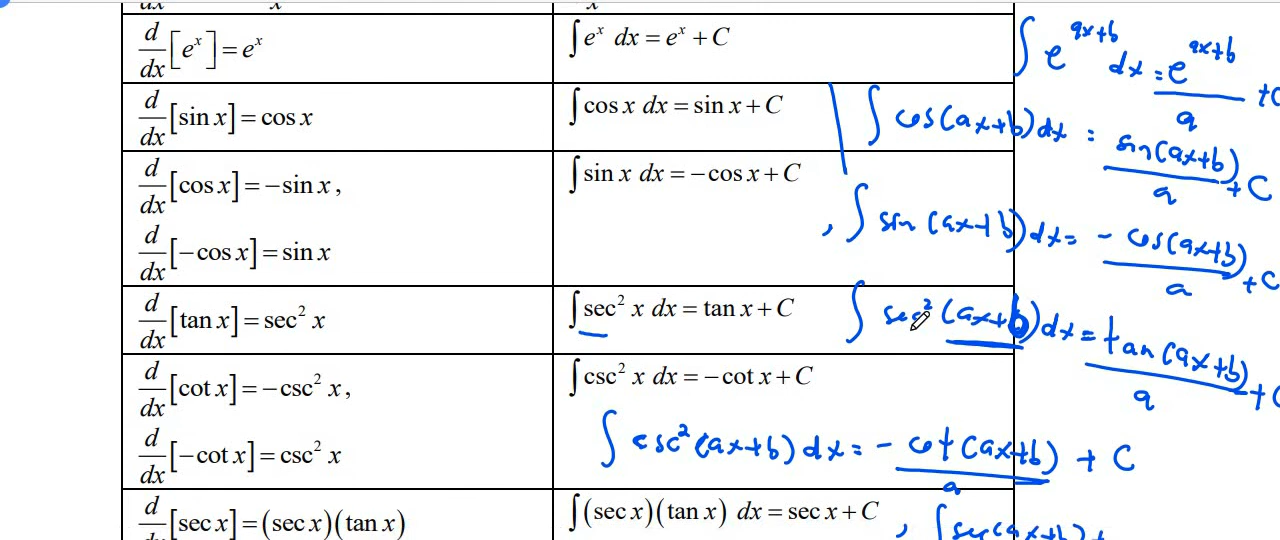 d/dx [e^x] = e^x
∫ e^x dx = e^x + C
∫ e^(ax+b) dx = e^(ax+b)/a + C
d/dx [sin x] = cos x
∫ cos x dx = sin x + C
∫ cos(ax+b) dx = sin(ax+b)/a + C
d/dx [cos x] = −sin x,
∫ sin x dx = −cos x + C
, ∫ sin(ax+b) dx = − cos(ax+b)/a + C
d/dx [−cos x] = sin x
d/dx [tan x] = sec² x
∫ sec² x dx = tan x + C
∫ sec²(ax+b) dx = tan(ax+b)/a + C
d/dx [cot x] = −csc² x,
∫ csc² x dx = −cot x + C
d/dx [−cot x] = csc² x
∫ csc²(ax+b) dx = − cot(ax+b)/a + C
d/dx [sec x] = (sec x)(tan x)
∫ (sec x)(tan x) dx = sec x + C
, ∫ sec(ax+b)